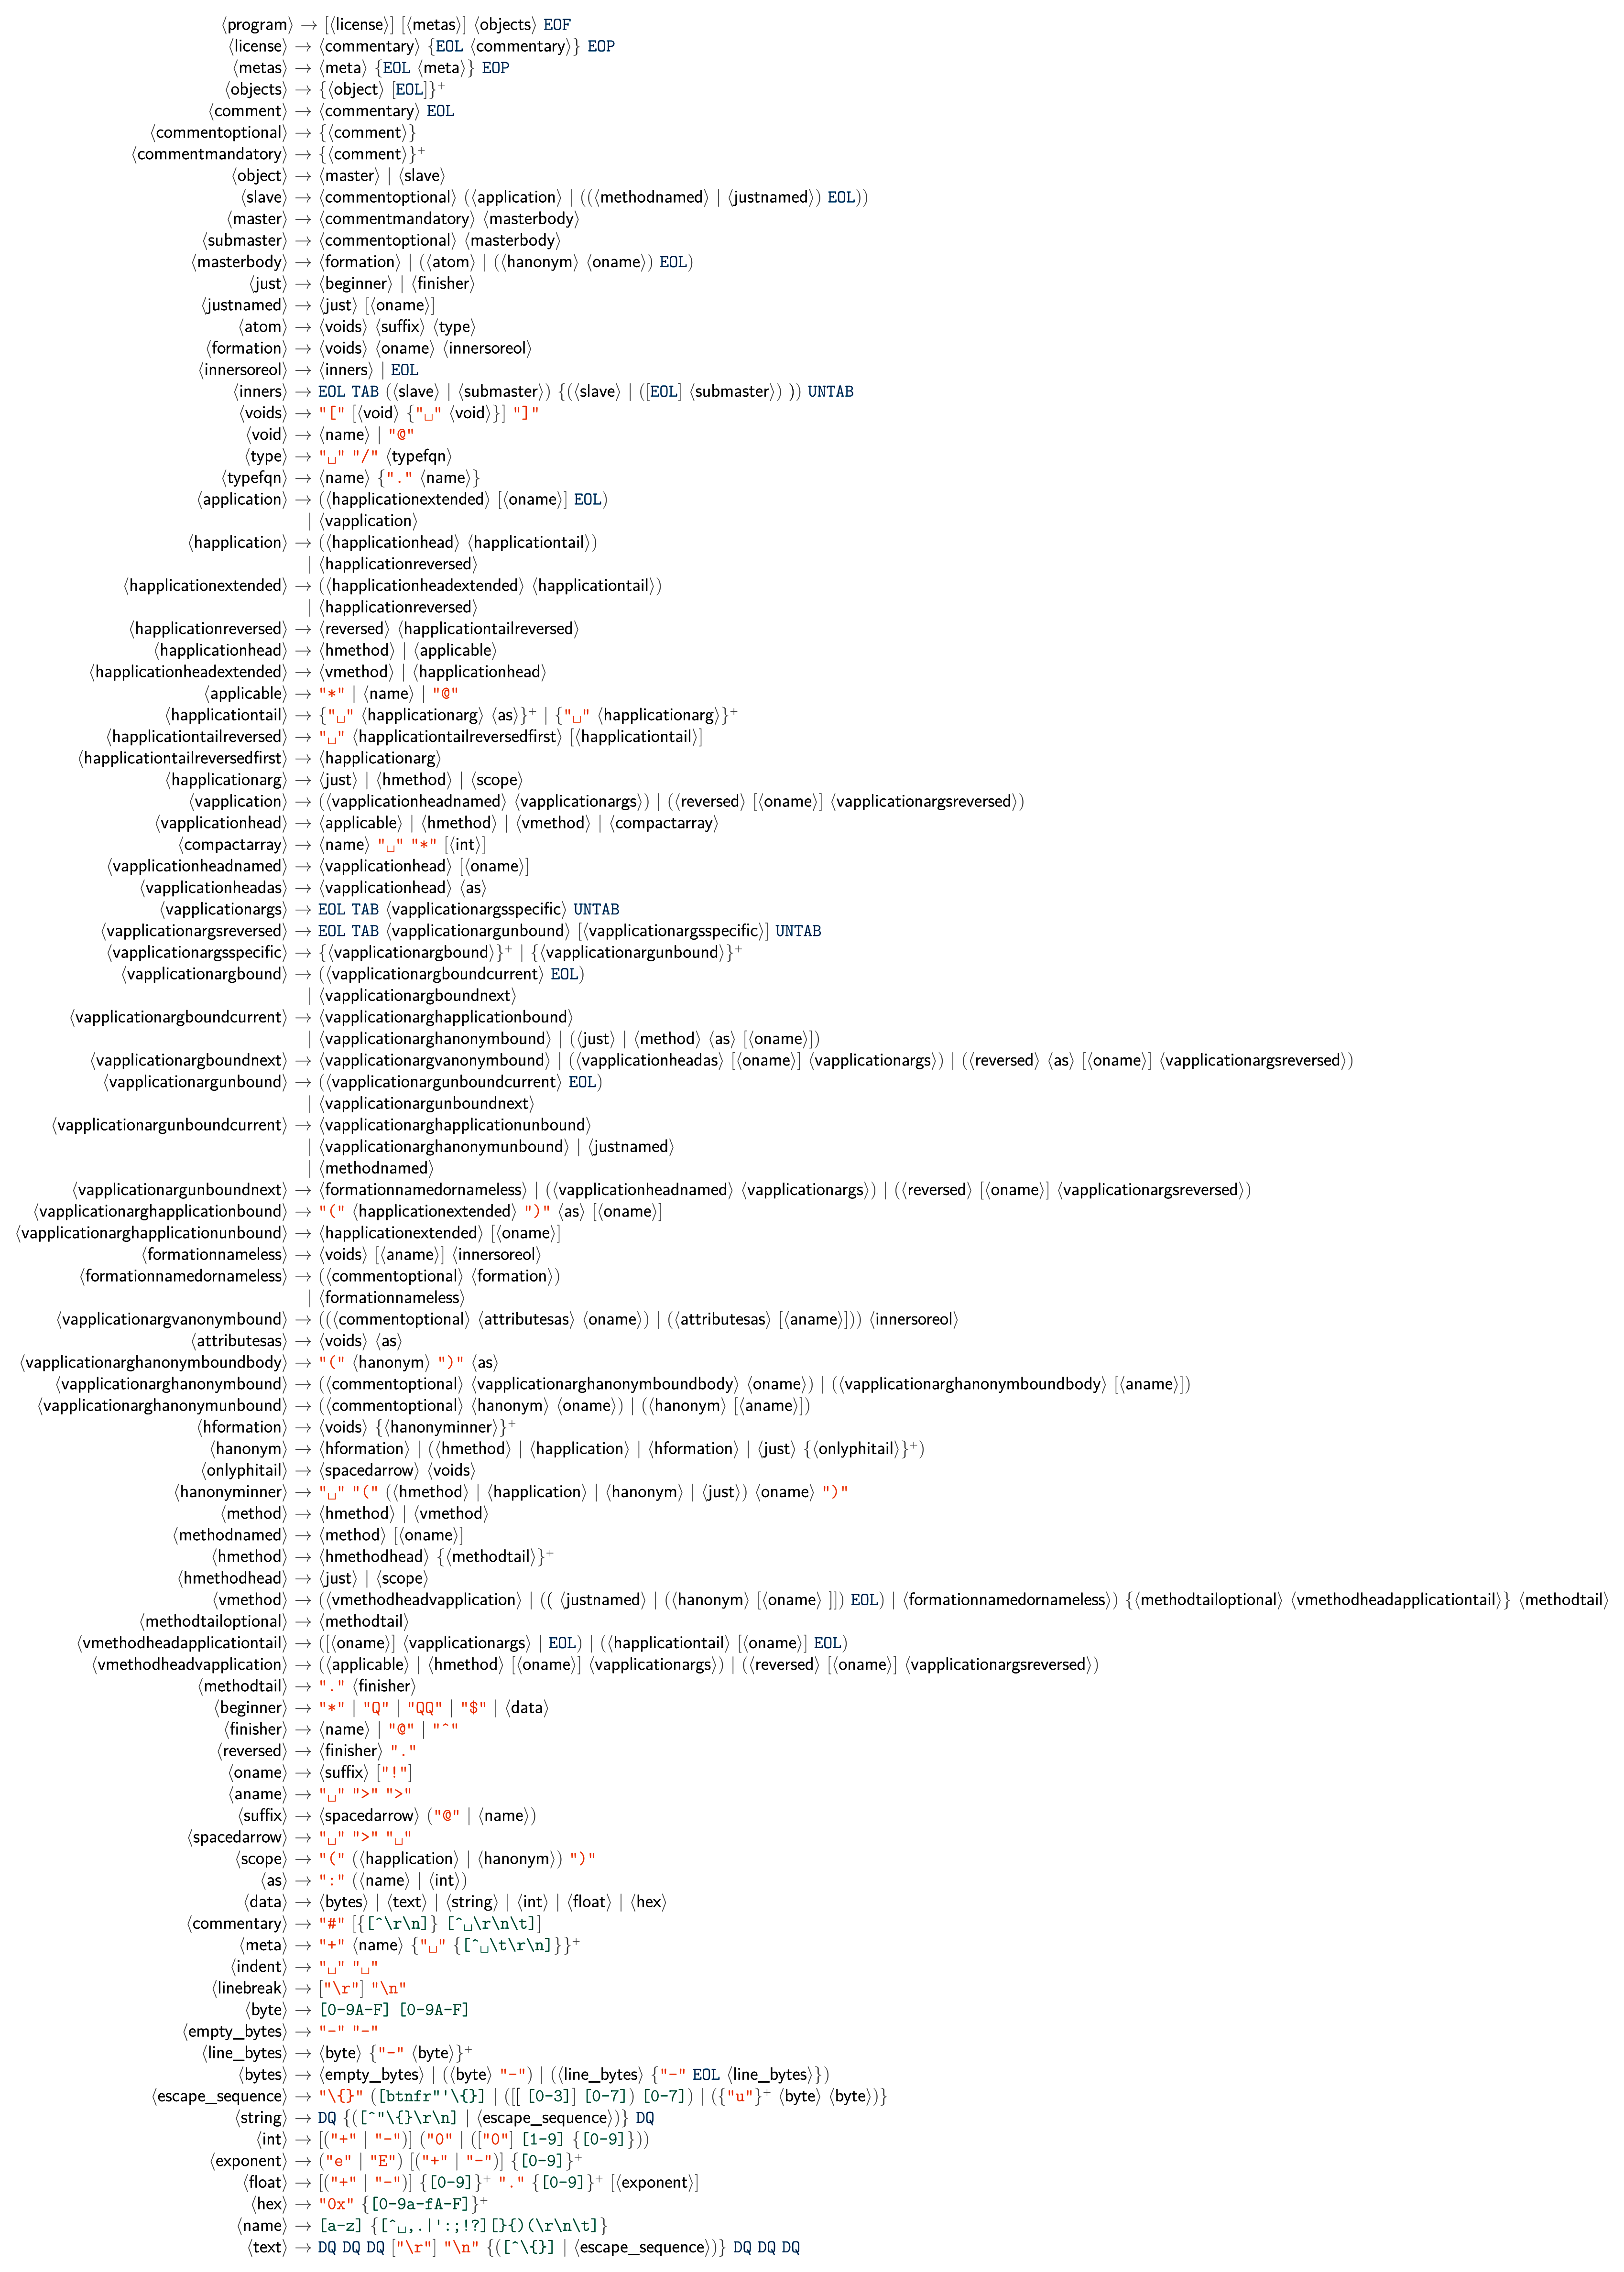 ⟨program⟩ → [⟨license⟩] [⟨metas⟩] ⟨objects⟩ EOF
⟨license⟩ → ⟨commentary⟩ {EOL ⟨commentary⟩} EOP
⟨metas⟩ → ⟨meta⟩ {EOL ⟨meta⟩} EOP
⟨objects⟩ → {⟨object⟩ [EOL]}⁺
⟨comment⟩ → ⟨commentary⟩ EOL
⟨commentoptional⟩ → {⟨comment⟩}
⟨commentmandatory⟩ → {⟨comment⟩}⁺
⟨object⟩ → ⟨master⟩ | ⟨slave⟩
⟨slave⟩ → ⟨commentoptional⟩ (⟨application⟩ | ((⟨methodnamed⟩ | ⟨justnamed⟩) EOL))
⟨master⟩ → ⟨commentmandatory⟩ ⟨masterbody⟩
⟨submaster⟩ → ⟨commentoptional⟩ ⟨masterbody⟩
⟨masterbody⟩ → ⟨formation⟩ | (⟨atom⟩ | (⟨hanonym⟩ ⟨oname⟩) EOL)
⟨just⟩ → ⟨beginner⟩ | ⟨finisher⟩
⟨justnamed⟩ → ⟨just⟩ [⟨oname⟩]
⟨atom⟩ → ⟨voids⟩ ⟨suffix⟩ ⟨type⟩
⟨formation⟩ → ⟨voids⟩ ⟨oname⟩ ⟨innersoreol⟩
⟨innersoreol⟩ → ⟨inners⟩ | EOL
⟨inners⟩ → EOL TAB (⟨slave⟩ | ⟨submaster⟩) {(⟨slave⟩ | ([EOL] ⟨submaster⟩) )} UNTAB
⟨voids⟩ → "[" [⟨void⟩ {"␣" ⟨void⟩}] "]"
⟨void⟩ → ⟨name⟩ | "@"
⟨type⟩ → "␣" "/" ⟨typefqn⟩
⟨typefqn⟩ → ⟨name⟩ {"." ⟨name⟩}
⟨application⟩ → (⟨happlicationextended⟩ [⟨oname⟩] EOL)
| ⟨vapplication⟩
⟨happlication⟩ → (⟨happlicationhead⟩ ⟨happlicationtail⟩)
| ⟨happlicationreversed⟩
⟨happlicationextended⟩ → (⟨happlicationheadextended⟩ ⟨happlicationtail⟩)
| ⟨happlicationreversed⟩
⟨happlicationreversed⟩ → ⟨reversed⟩ ⟨happlicationtailreversed⟩
⟨happlicationhead⟩ → ⟨hmethod⟩ | ⟨applicable⟩
⟨happlicationheadextended⟩ → ⟨vmethod⟩ | ⟨happlicationhead⟩
⟨applicable⟩ → "*" | ⟨name⟩ | "@"
⟨happlicationtail⟩ → {"␣" ⟨happlicationarg⟩ ⟨as⟩}⁺ | {"␣" ⟨happlicationarg⟩}⁺
⟨happlicationtailreversed⟩ → "␣" ⟨happlicationtailreversedfirst⟩ [⟨happlicationtail⟩]
⟨happlicationtailreversedfirst⟩ → ⟨happlicationarg⟩
⟨happlicationarg⟩ → ⟨just⟩ | ⟨hmethod⟩ | ⟨scope⟩
⟨vapplication⟩ → (⟨vapplicationheadnamed⟩ ⟨vapplicationargs⟩) | (⟨reversed⟩ [⟨oname⟩] ⟨vapplicationargsreversed⟩)
⟨vapplicationhead⟩ → ⟨applicable⟩ | ⟨hmethod⟩ | ⟨vmethod⟩ | ⟨compactarray⟩
⟨compactarray⟩ → ⟨name⟩ "␣" "*" [⟨int⟩]
⟨vapplicationheadnamed⟩ → ⟨vapplicationhead⟩ [⟨oname⟩]
⟨vapplicationheadas⟩ → ⟨vapplicationhead⟩ ⟨as⟩
⟨vapplicationargs⟩ → EOL TAB ⟨vapplicationargsspecific⟩ UNTAB
⟨vapplicationargsreversed⟩ → EOL TAB ⟨vapplicationargunbound⟩ [⟨vapplicationargsspecific⟩] UNTAB
⟨vapplicationargsspecific⟩ → {⟨vapplicationargbound⟩}⁺ | {⟨vapplicationargunbound⟩}⁺
⟨vapplicationargbound⟩ → (⟨vapplicationargboundcurrent⟩ EOL)
| ⟨vapplicationargboundnext⟩
⟨vapplicationargboundcurrent⟩ → ⟨vapplicationarghapplicationbound⟩
| ⟨vapplicationarghanonymbound⟩ | (⟨just⟩ | ⟨method⟩ ⟨as⟩ [⟨oname⟩])
⟨vapplicationargboundnext⟩ → ⟨vapplicationargvanonymbound⟩ | (⟨vapplicationheadas⟩ [⟨oname⟩] ⟨vapplicationargs⟩) | (⟨reversed⟩ ⟨as⟩ [⟨oname⟩] ⟨vapplicationargsreversed⟩)
⟨vapplicationargunbound⟩ → (⟨vapplicationargunboundcurrent⟩ EOL)
| ⟨vapplicationargunboundnext⟩
⟨vapplicationargunboundcurrent⟩ → ⟨vapplicationarghapplicationunbound⟩
| ⟨vapplicationarghanonymunbound⟩ | ⟨justnamed⟩
| ⟨methodnamed⟩
⟨vapplicationargunboundnext⟩ → ⟨formationnamedornameless⟩ | (⟨vapplicationheadnamed⟩ ⟨vapplicationargs⟩) | (⟨reversed⟩ [⟨oname⟩] ⟨vapplicationargsreversed⟩)
⟨vapplicationarghapplicationbound⟩ → "(" ⟨happlicationextended⟩ ")" ⟨as⟩ [⟨oname⟩]
⟨vapplicationarghapplicationunbound⟩ → ⟨happlicationextended⟩ [⟨oname⟩]
⟨formationnameless⟩ → ⟨voids⟩ [⟨aname⟩] ⟨innersoreol⟩
⟨formationnamedornameless⟩ → (⟨commentoptional⟩ ⟨formation⟩)
| ⟨formationnameless⟩
⟨vapplicationargvanonymbound⟩ → ((⟨commentoptional⟩ ⟨attributesas⟩ ⟨oname⟩) | (⟨attributesas⟩ [⟨aname⟩])) ⟨innersoreol⟩
⟨attributesas⟩ → ⟨voids⟩ ⟨as⟩
⟨vapplicationarghanonymboundbody⟩ → "(" ⟨hanonym⟩ ")" ⟨as⟩
⟨vapplicationarghanonymbound⟩ → (⟨commentoptional⟩ ⟨vapplicationarghanonymboundbody⟩ ⟨oname⟩) | (⟨vapplicationarghanonymboundbody⟩ [⟨aname⟩])
⟨vapplicationarghanonymunbound⟩ → (⟨commentoptional⟩ ⟨hanonym⟩ ⟨oname⟩) | (⟨hanonym⟩ [⟨aname⟩])
⟨hformation⟩ → ⟨voids⟩ {⟨hanonyminner⟩}⁺
⟨hanonym⟩ → ⟨hformation⟩ | (⟨hmethod⟩ | ⟨happlication⟩ | ⟨hformation⟩ | ⟨just⟩ {⟨onlyphitail⟩}⁺)
⟨onlyphitail⟩ → ⟨spacedarrow⟩ ⟨voids⟩
⟨hanonyminner⟩ → "␣" "(" (⟨hmethod⟩ | ⟨happlication⟩ | ⟨hanonym⟩ | ⟨just⟩) ⟨oname⟩ ")"
⟨method⟩ → ⟨hmethod⟩ | ⟨vmethod⟩
⟨methodnamed⟩ → ⟨method⟩ [⟨oname⟩]
⟨hmethod⟩ → ⟨hmethodhead⟩ {⟨methodtail⟩}⁺
⟨hmethodhead⟩ → ⟨just⟩ | ⟨scope⟩
⟨vmethod⟩ → (⟨vmethodheadvapplication⟩ | (( ⟨justnamed⟩ | (⟨hanonym⟩ [⟨oname⟩ ]]) EOL) | ⟨formationnamedornameless⟩) {⟨methodtailoptional⟩ ⟨vmethodheadapplicationtail⟩} ⟨methodtail⟩
⟨methodtailoptional⟩ → ⟨methodtail⟩
⟨vmethodheadapplicationtail⟩ → ([⟨oname⟩] ⟨vapplicationargs⟩ | EOL) | (⟨happlicationtail⟩ [⟨oname⟩] EOL)
⟨vmethodheadvapplication⟩ → (⟨applicable⟩ | ⟨hmethod⟩ [⟨oname⟩] ⟨vapplicationargs⟩) | (⟨reversed⟩ [⟨oname⟩] ⟨vapplicationargsreversed⟩)
⟨methodtail⟩ → "." ⟨finisher⟩
⟨beginner⟩ → "*" | "Q" | "QQ" | "$" | ⟨data⟩
⟨finisher⟩ → ⟨name⟩ | "@" | "^"
⟨reversed⟩ → ⟨finisher⟩ "."
⟨oname⟩ → ⟨suffix⟩ ["!"]
⟨aname⟩ → "␣" ">" ">"
⟨suffix⟩ → ⟨spacedarrow⟩ ("@" | ⟨name⟩)
⟨spacedarrow⟩ → "␣" ">" "␣"
⟨scope⟩ → "(" (⟨happlication⟩ | ⟨hanonym⟩) ")"
⟨as⟩ → ":" (⟨name⟩ | ⟨int⟩)
⟨data⟩ → ⟨bytes⟩ | ⟨text⟩ | ⟨string⟩ | ⟨int⟩ | ⟨float⟩ | ⟨hex⟩
⟨commentary⟩ → "#" [{[^\r\n]} [^␣\r\n\t]]
⟨meta⟩ → "+" ⟨name⟩ {"␣" {[^␣\t\r\n]}}⁺
⟨indent⟩ → "␣" "␣"
⟨linebreak⟩ → ["\r"] "\n"
⟨byte⟩ → [0-9A-F] [0-9A-F]
⟨empty_bytes⟩ → "-" "-"
⟨line_bytes⟩ → ⟨byte⟩ {"-" ⟨byte⟩}⁺
⟨bytes⟩ → ⟨empty_bytes⟩ | (⟨byte⟩ "-") | (⟨line_bytes⟩ {"-" EOL ⟨line_bytes⟩})
⟨escape_sequence⟩ → "\{}" ([btnfr"'\{}] | ([[ [0-3]] [0-7]) [0-7]) | ({"u"}⁺ ⟨byte⟩ ⟨byte⟩)}
⟨string⟩ → DQ {([^"\{}\r\n] | ⟨escape_sequence⟩)} DQ
⟨int⟩ → [("+" | "-")] ("0" | (["0"] [1-9] {[0-9]}))
⟨exponent⟩ → ("e" | "E") [("+" | "-")] {[0-9]}⁺
⟨float⟩ → [("+" | "-")] {[0-9]}⁺ "." {[0-9]}⁺ [⟨exponent⟩]
⟨hex⟩ → "0x" {[0-9a-fA-F]}⁺
⟨name⟩ → [a-z] {[^␣,.|':;!?][}{)(\r\n\t]}
⟨text⟩ → DQ DQ DQ ["\r"] "\n" {([^\{}] | ⟨escape_sequence⟩)} DQ DQ DQ